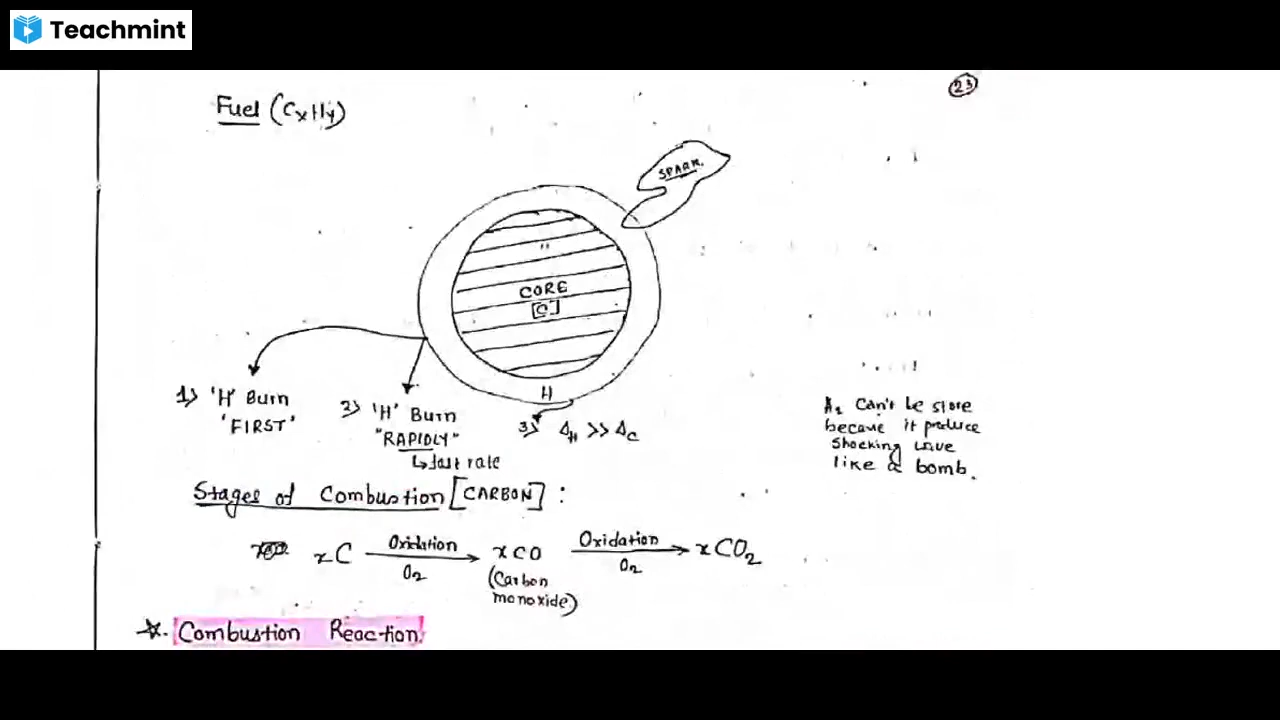 Teachmint
23
Fuel (CxHy)
SPARK
CORE
[C]
H
1> 'H' Burn
'FIRST'
2> 'H' Burn
"RAPIDLY"
↳fast rate
3> ΔH >> ΔC
H2 Can't be store
because it produce
Shocking wave
like a bomb.
Stages of Combustion [CARBON] :
xC Oxidation O2 → xCO Oxidation O2 → xCO2
(Carbon
monoxide)
☆. Combustion Reaction: